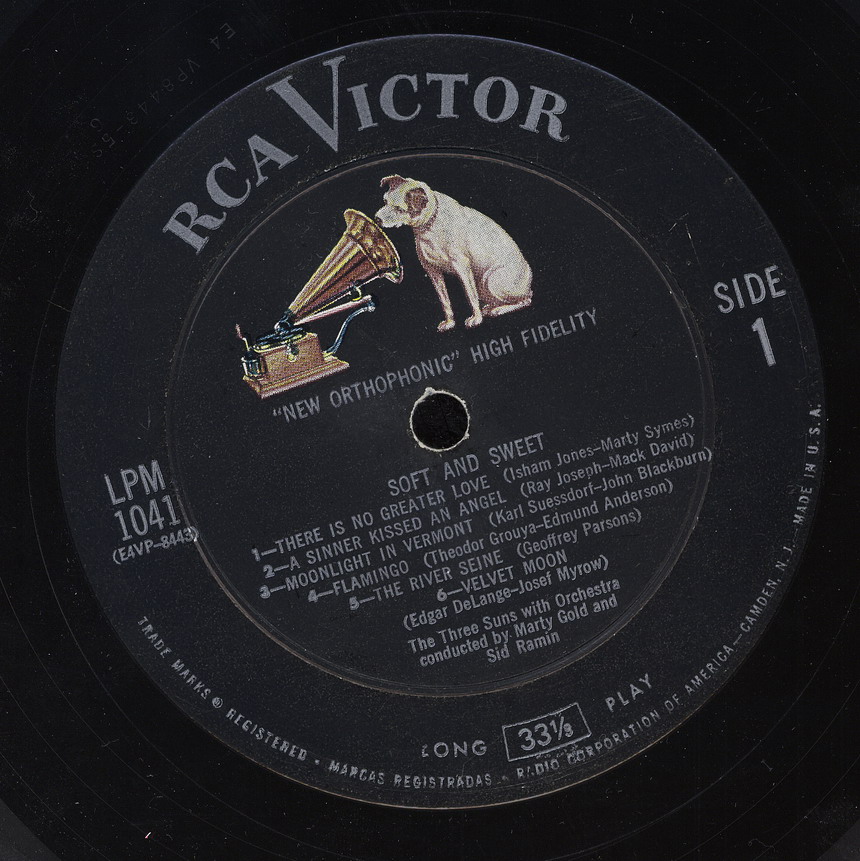 RCA VICTOR
SIDE
1
"NEW ORTHOPHONIC" HIGH FIDELITY
LPM
1041
(E4VP-8443)
SOFT AND SWEET
1—THERE IS NO GREATER LOVE (Isham Jones–Marty Symes)
2—A SINNER KISSED AN ANGEL (Ray Joseph–Mack David)
3—MOONLIGHT IN VERMONT (Karl Suessdorf–John Blackburn)
4—FLAMINGO (Theodor Grouya–Edmund Anderson)
5—THE RIVER SEINE (Geoffrey Parsons)
6—VELVET MOON
(Edgar DeLange–Josef Myrow)
The Three Suns with Orchestra
conducted by Marty Gold and
Sid Ramin
LONG 33⅓ PLAY
TRADE MARKS ® REGISTERED • MARCAS REGISTRADAS • RADIO CORPORATION OF AMERICA—CAMDEN, N. J.—MADE IN U.S.A.